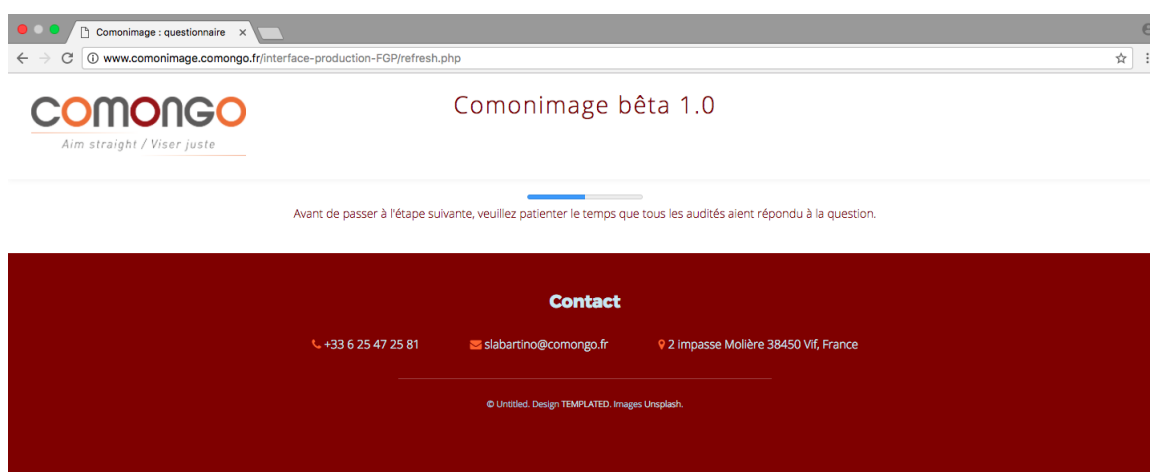 Comonimage : questionnaire
www.comonimage.comongo.fr/interface-production-FGP/refresh.php
comongo
Aim straight / Viser juste
Comonimage bêta 1.0
Avant de passer à l'étape suivante, veuillez patienter le temps que tous les audités aient répondu à la question.
Contact
+33 6 25 47 25 81
slabartino@comongo.fr
2 impasse Molière 38450 Vif, France
© Untitled. Design TEMPLATED. Images Unsplash.